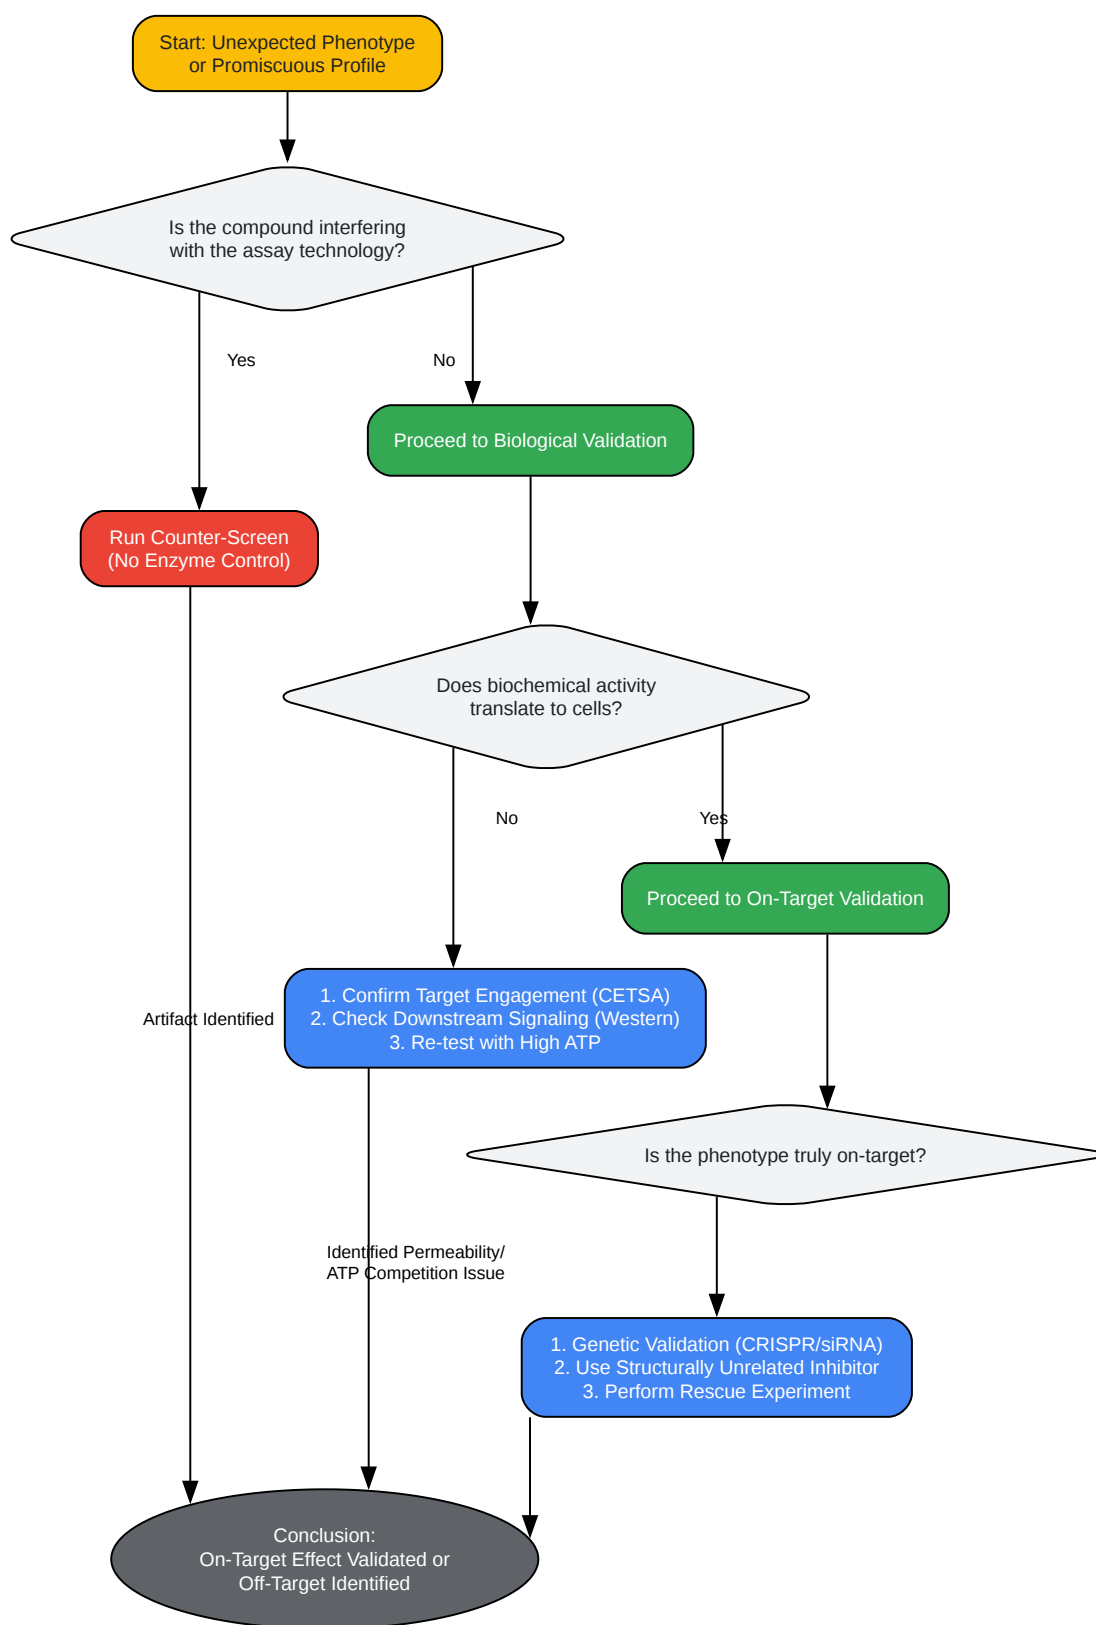 Start: Unexpected Phenotype
or Promiscuous Profile
Is the compound interfering
with the assay technology?
Yes
No
Proceed to Biological Validation
Run Counter-Screen
(No Enzyme Control)
Does biochemical activity
translate to cells?
No
Yes
Proceed to On-Target Validation
1. Confirm Target Engagement (CETSA)
2. Check Downstream Signaling (Western)
3. Re-test with High ATP
Artifact Identified
Is the phenotype truly on-target?
Identified Permeability/
ATP Competition Issue
1. Genetic Validation (CRISPR/siRNA)
2. Use Structurally Unrelated Inhibitor
3. Perform Rescue Experiment
Conclusion:
On-Target Effect Validated or
Off-Target Identified